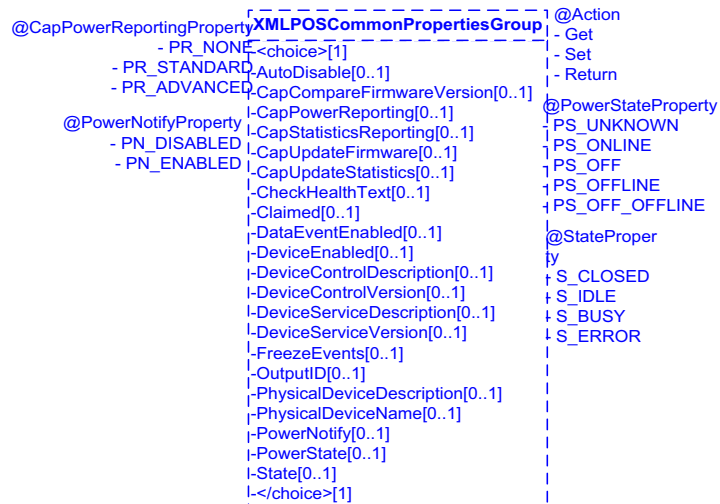 @CapPowerReportingProperty
- PR_NONE
- PR_STANDARD
- PR_ADVANCED
@PowerNotifyProperty
- PN_DISABLED
- PN_ENABLED
XMLPOSCommonPropertiesGroup
-<choice>[1]
-AutoDisable[0..1]
-CapCompareFirmwareVersion[0..1]
-CapPowerReporting[0..1]
-CapStatisticsReporting[0..1]
-CapUpdateFirmware[0..1]
-CapUpdateStatistics[0..1]
-CheckHealthText[0..1]
-Claimed[0..1]
-DataEventEnabled[0..1]
-DeviceEnabled[0..1]
-DeviceControlDescription[0..1]
-DeviceControlVersion[0..1]
-DeviceServiceDescription[0..1]
-DeviceServiceVersion[0..1]
-FreezeEvents[0..1]
-OutputID[0..1]
-PhysicalDeviceDescription[0..1]
-PhysicalDeviceName[0..1]
-PowerNotify[0..1]
-PowerState[0..1]
-State[0..1]
-</choice>[1]
@Action
- Get
- Set
- Return
@PowerStateProperty
- PS_UNKNOWN
- PS_ONLINE
- PS_OFF
- PS_OFFLINE
- PS_OFF_OFFLINE
@StateProper
ty
- S_CLOSED
- S_IDLE
- S_BUSY
- S_ERROR